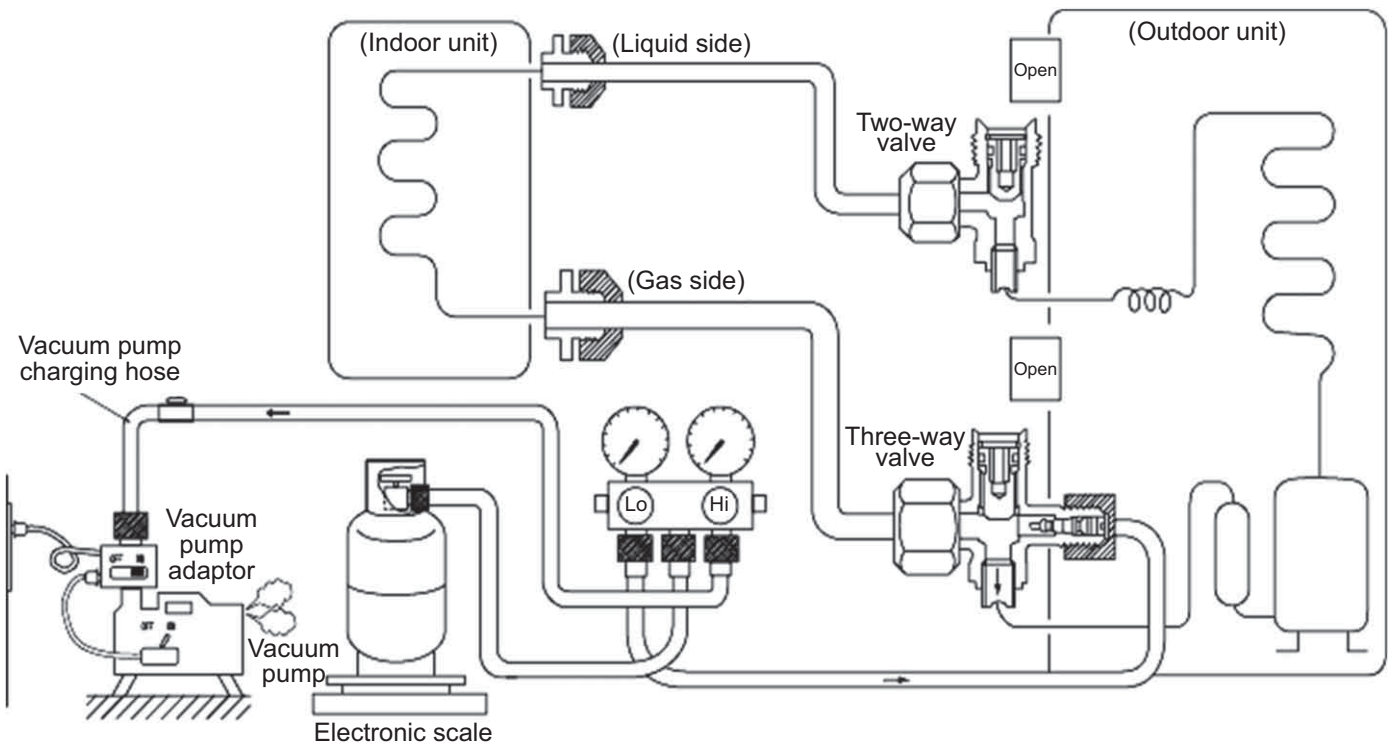 (Indoor unit)
(Liquid side)
Open
(Outdoor unit)
Two-way
valve
(Gas side)
Open
Vacuum pump
charging hose
Three-way
valve
Lo
Hi
Vacuum
pump
adaptor
Vacuum
pump
Electronic scale